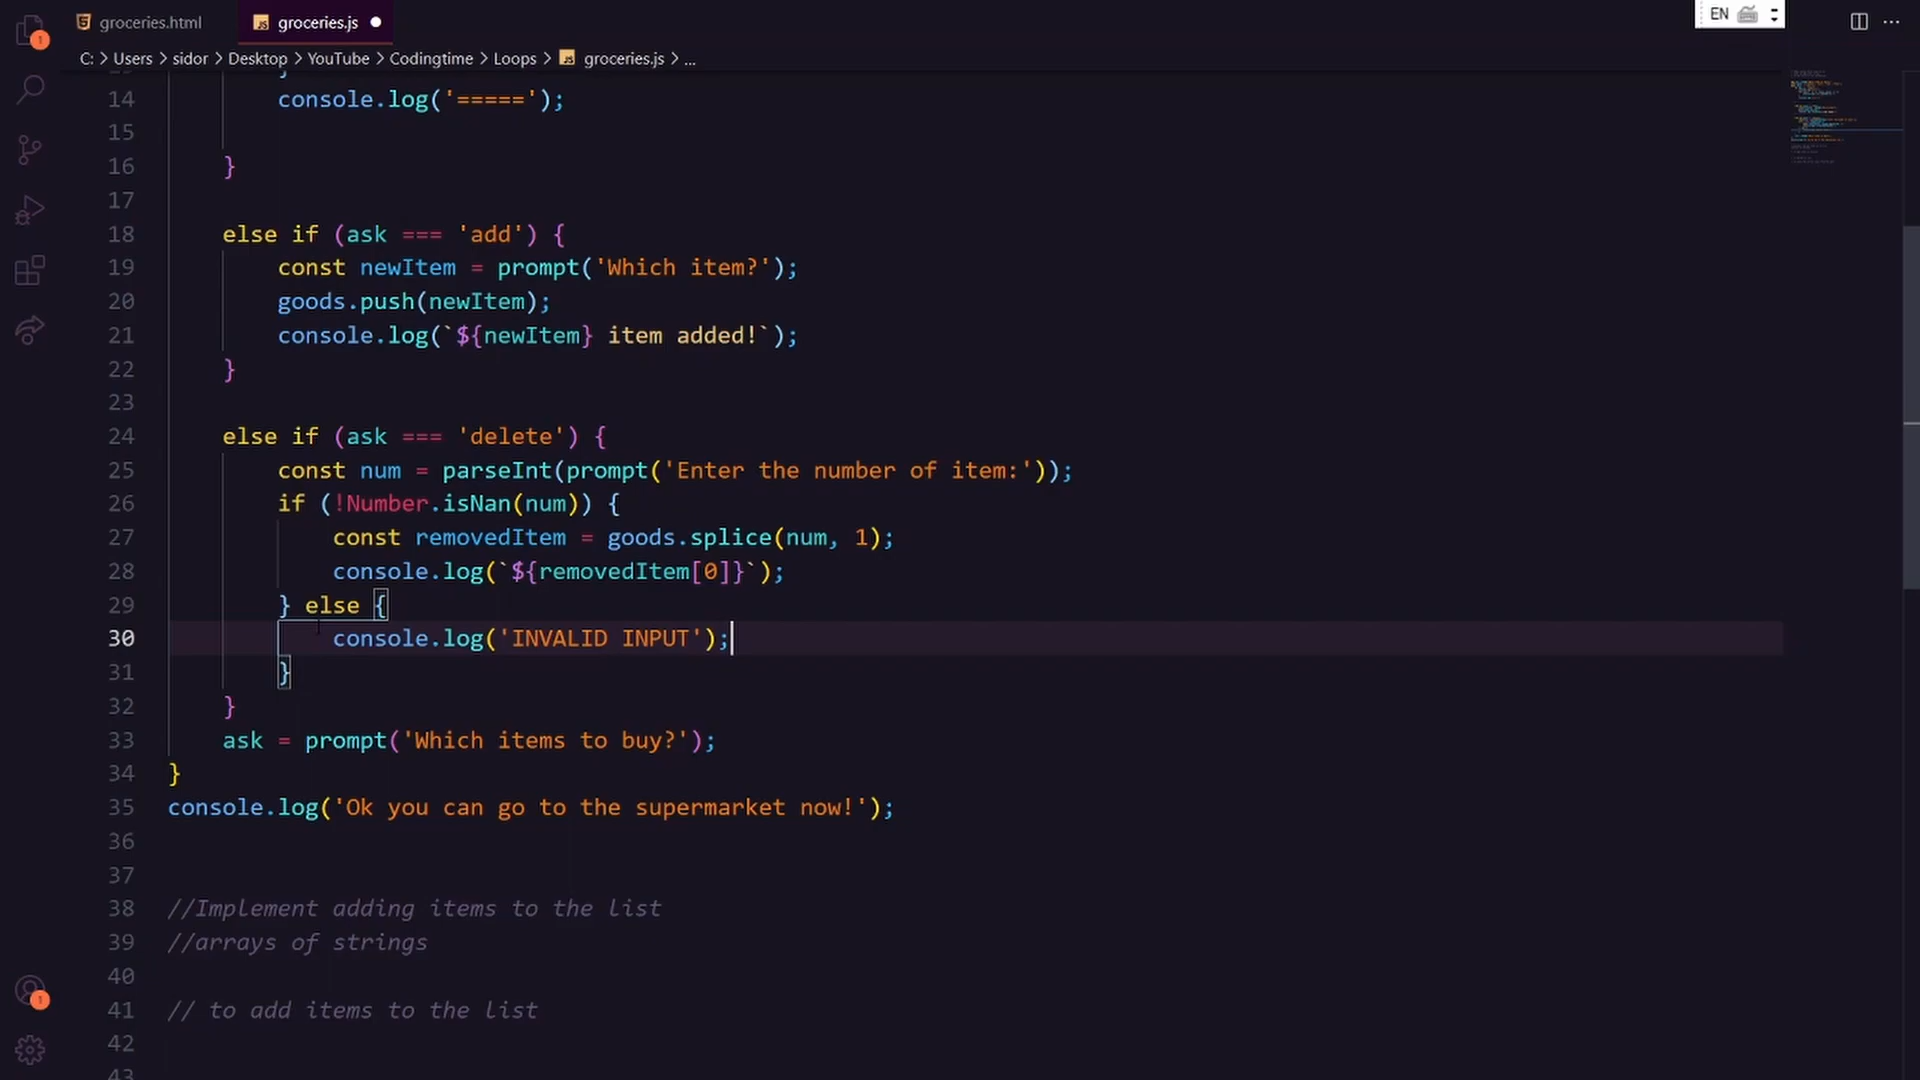 groceries.html
groceries.js
EN
C: > Users > sidor > Desktop > YouTube > Codingtime > Loops > groceries.js > ...
14 console.log('=====');
15
16 }
17
18 else if (ask === 'add') {
19 const newItem = prompt('Which item?');
20 goods.push(newItem);
21 console.log(`${newItem} item added!`);
22 }
23
24 else if (ask === 'delete') {
25 const num = parseInt(prompt('Enter the number of item:'));
26 if (!Number.isNan(num)) {
27 const removedItem = goods.splice(num, 1);
28 console.log(`${removedItem[0]}`);
29 } else {
30 console.log('INVALID INPUT');
31 }
32 }
33 ask = prompt('Which items to buy?');
34 }
35 console.log('Ok you can go to the supermarket now!');
36
37
38 //Implement adding items to the list
39 //arrays of strings
40
41 // to add items to the list
42
43
1
1